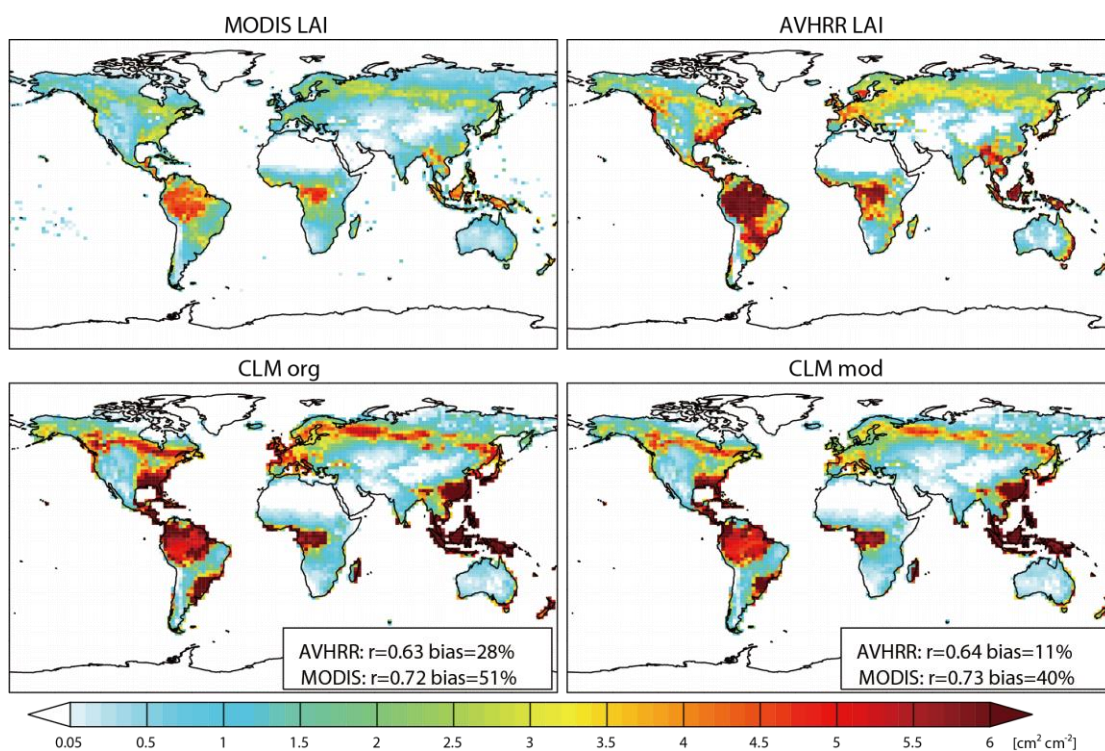 MODIS LAI
AVHRR LAI
CLM org
CLM mod
AVHRR: r=0.63 bias=28%
MODIS: r=0.72 bias=51%
AVHRR: r=0.64 bias=11%
MODIS: r=0.73 bias=40%
0.05 0.5 1 1.5 2 2.5 3 3.5 4 4.5 5 5.5 6 [cm² cm⁻²]